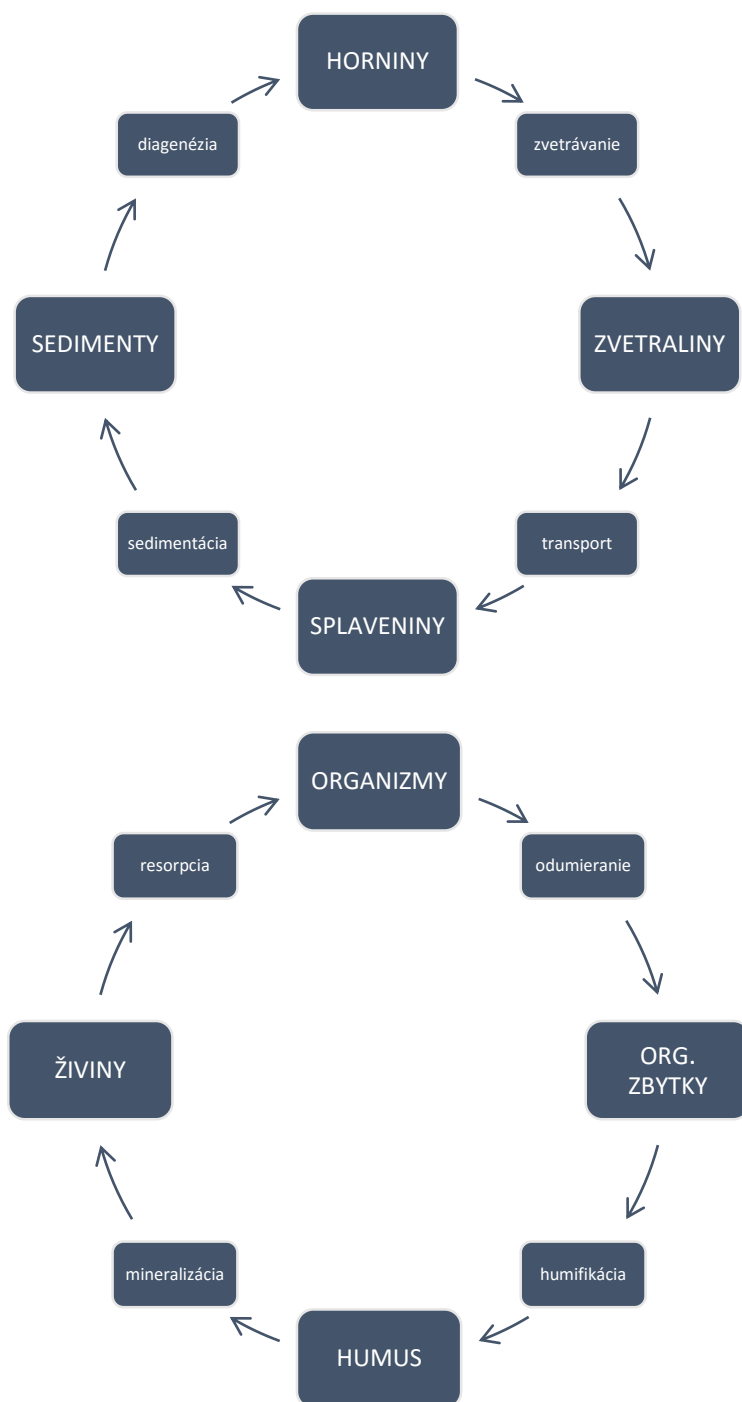 HORNINY
diagenézia
zvetrávanie
SEDIMENTY
ZVETRALINY
sedimentácia
transport
SPLAVENINY
ORGANIZMY
resorpcia
odumieranie
ŽIVINY
ORG.
ZBYTKY
mineralizácia
humifikácia
HUMUS